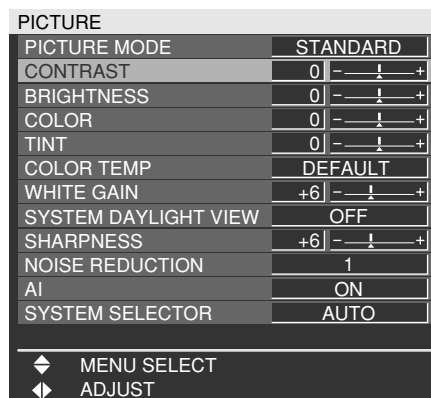 PICTURE
PICTURE MODE STANDARD
CONTRAST 0 - +
BRIGHTNESS 0 - +
COLOR 0 - +
TINT 0 - +
COLOR TEMP DEFAULT
WHITE GAIN +6 - +
SYSTEM DAYLIGHT VIEW OFF
SHARPNESS +6 - +
NOISE REDUCTION 1
AI ON
SYSTEM SELECTOR AUTO
MENU SELECT
ADJUST